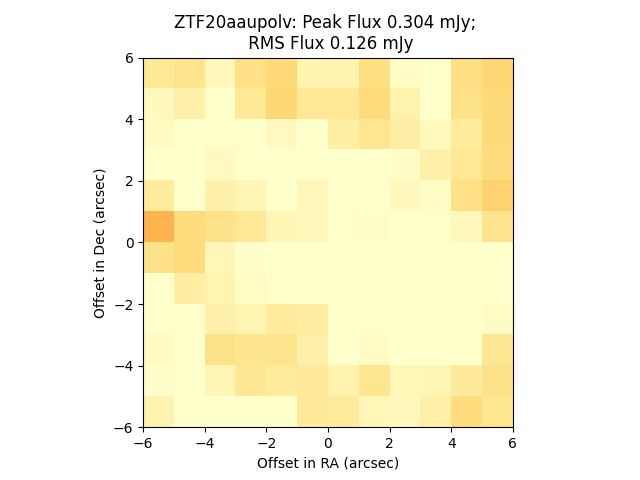 ZTF20aaupolv: Peak Flux 0.304 mJy;
RMS Flux 0.126 mJy
6
4
2
0
−2
−4
−6
Offset in Dec (arcsec)
−6 −4 −2 0 2 4 6
Offset in RA (arcsec)